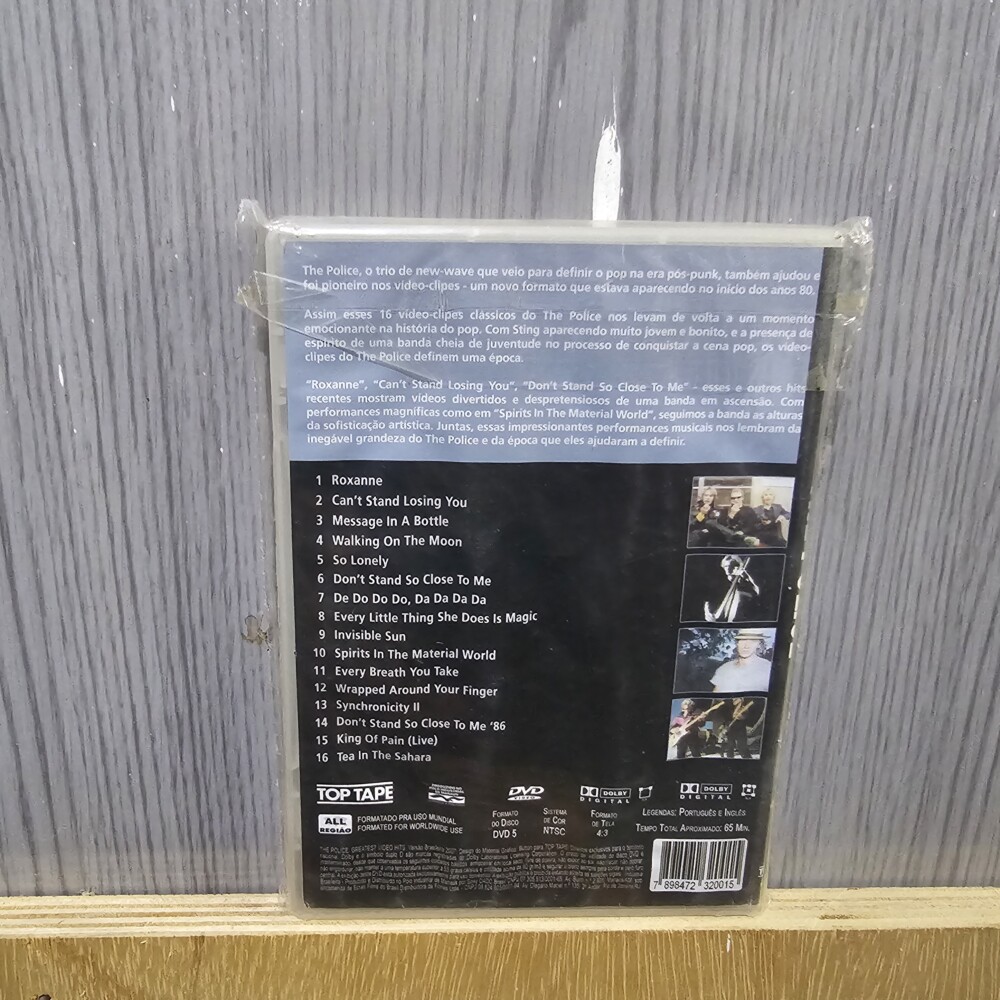 The Police, o trio de new-wave que veio para definir o pop na era pós-punk, também ajudou e
foi pioneiro nos vídeo-clipes - um novo formato que estava aparecendo no início dos anos 80.
Assim esses 16 vídeo-clipes clássicos do The Police nos levam de volta a um momento
emocionante na história do pop. Com Sting aparecendo muito jovem e bonito, e a presença de
espírito de uma banda cheia de juventude no processo de conquistar a cena pop, os vídeo-
clipes do The Police definem uma época.
"Roxanne", "Can't Stand Losing You", "Don't Stand So Close To Me" - esses e outros hits
recentes mostram vídeos divertidos e despretensiosos de uma banda em ascensão. Com
performances magníficas como em "Spirits In The Material World", seguimos a banda as alturas
da sofisticação artística. Juntas, essas impressionantes performances musicais nos lembram da
inegável grandeza do The Police e da época que eles ajudaram a definir.
1 Roxanne
2 Can't Stand Losing You
3 Message In A Bottle
4 Walking On The Moon
5 So Lonely
6 Don't Stand So Close To Me
7 De Do Do Do, Da Da Da Da
8 Every Little Thing She Does Is Magic
9 Invisible Sun
10 Spirits In The Material World
11 Every Breath You Take
12 Wrapped Around Your Finger
13 Synchronicity II
14 Don't Stand So Close To Me '86
15 King Of Pain (Live)
16 Tea In The Sahara
TOP TAPE
DVD VIDEO
DOLBY DIGITAL
DOLBY DIGITAL
ALL REGIÃO
FORMATADO PRA USO MUNDIAL
FORMATED FOR WORLDWIDE USE
Formato do Disco DVD 5
Sistema de Cor NTSC
Formato de Tela 4:3
Legendas: Português e Inglês
Tempo Total Aproximado: 65 Min.
THE POLICE, GREATEST VIDEO HITS
7 898472 320015